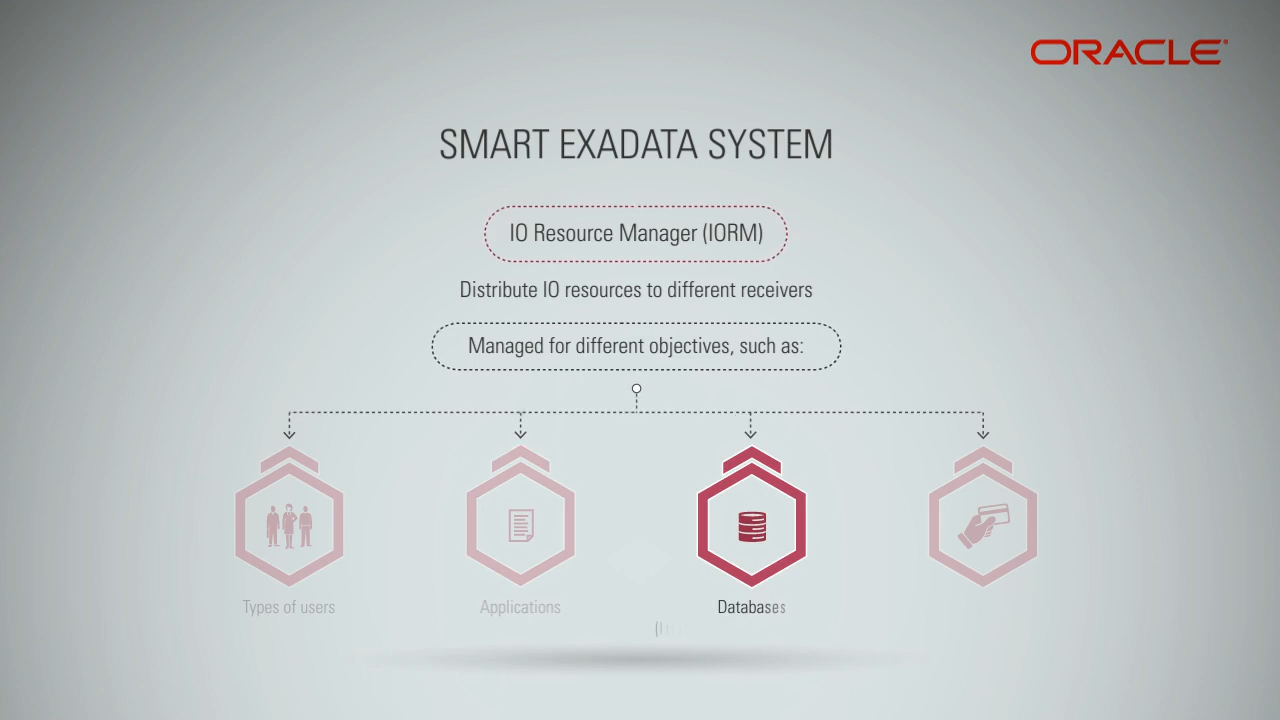 ORACLE
SMART EXADATA SYSTEM
IO Resource Manager (IORM)
Distribute IO resources to different receivers
Managed for different objectives, such as:
Types of users
Applications
Databases